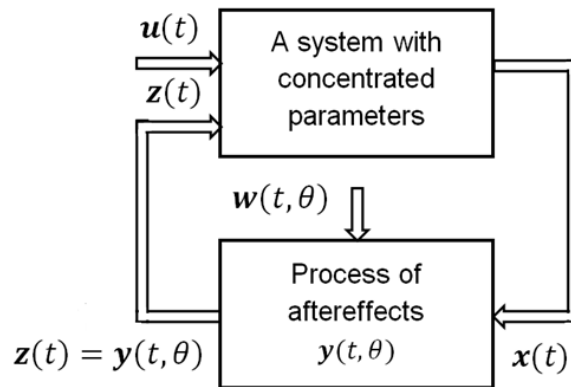 u(t)
z(t)
A system with
concentrated
parameters
w(t, θ)
Process of
aftereffects
y(t, θ)
z(t) = y(t, θ)
x(t)